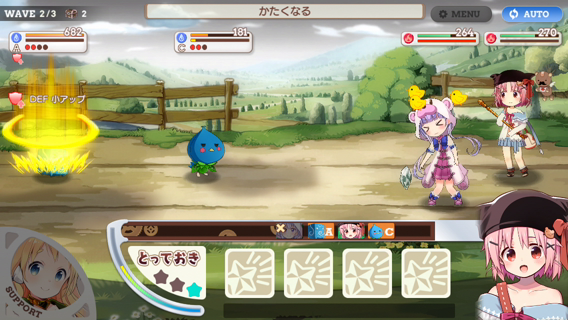 WAVE 2/3 2
かたくなる
MENU
AUTO
682
A
181
C
264
270
DEF 小アップ
A
C
とっておき
SUPPORT